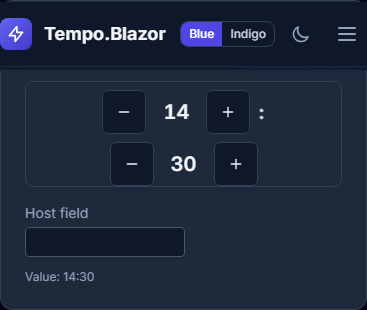 Tempo.Blazor Blue Indigo
− 14 + :
− 30 +
Host field
Value: 14:30